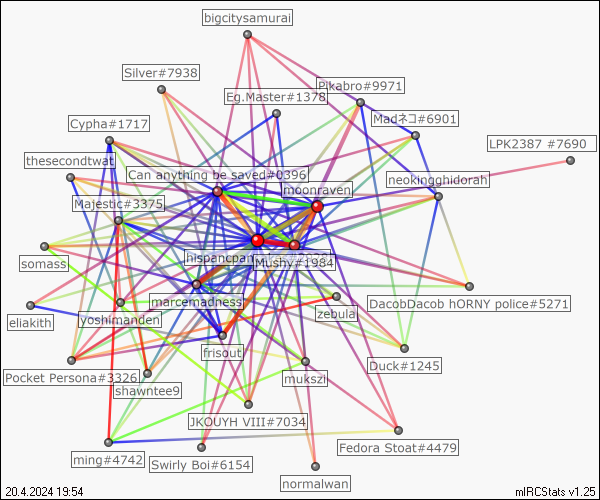 bigcitysamurai
Silver#7938
Pikabro#9971
Eg.Master#1378
Madネコ#6901
Cypha#1717
LPK2387 #7690
thesecondtwat
Can anything be saved#0396
neokingghidorah
moonraven
Majestic#3375
hispancpan
somass
Mushy#1984
marcemadness
DacobDacob hORNY police#5271
eliakith
yoshimanden
zebula
frisout
Duck#1245
Pocket Persona#3326
mukszi
shawntee9
JKOUYH VIII#7034
Fedora Stoat#4479
ming#4742
Swirly Boi#6154
normalwan
20.4.2024 19:54
mIRCStats v1.25